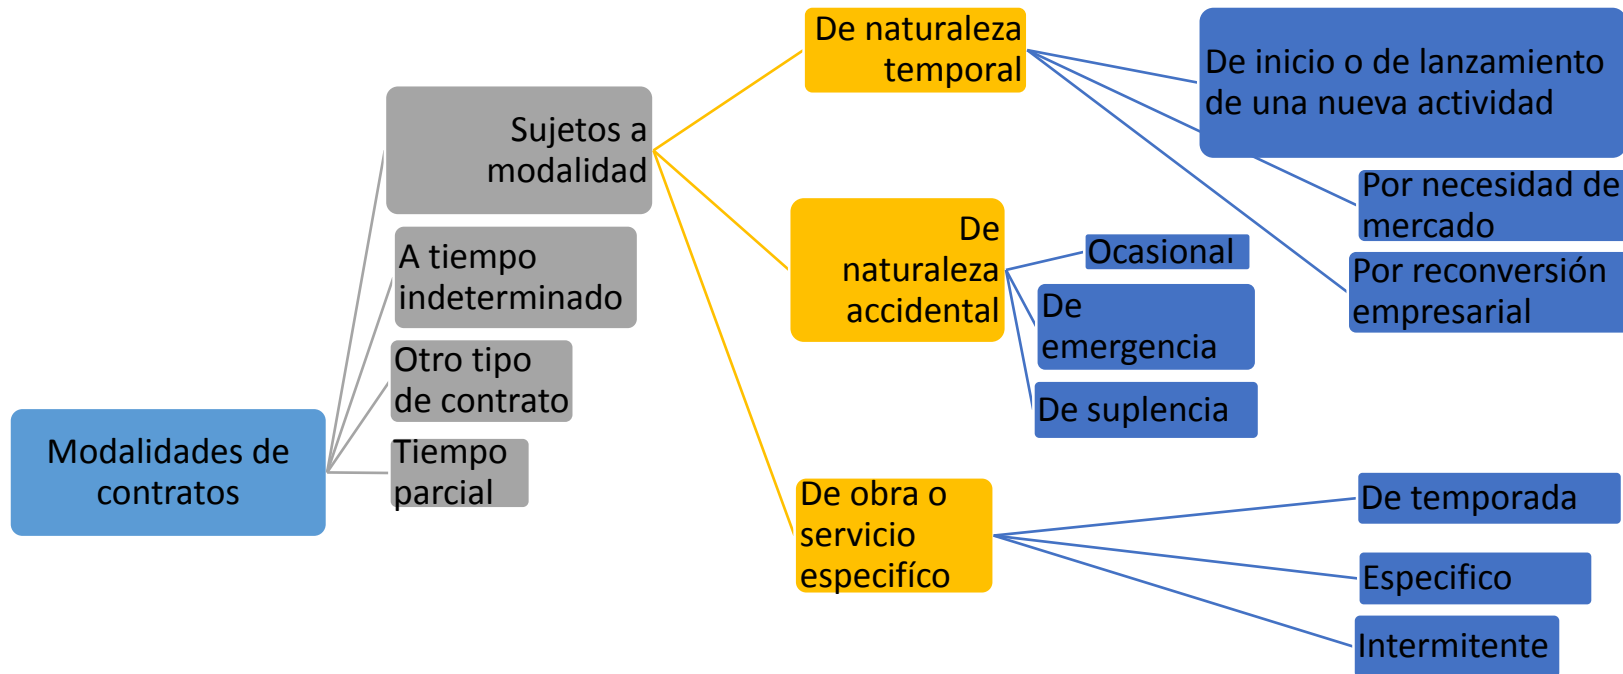 Modalidades de
contratos
Sujetos a
modalidad
A tiempo
indeterminado
Otro tipo
de contrato
Tiempo
parcial
De naturaleza
temporal
De
naturaleza
accidental
De obra o
servicio
especifíco
De inicio o de lanzamiento
de una nueva actividad
Por necesidad de
mercado
Por reconversión
empresarial
Ocasional
De
emergencia
De suplencia
De temporada
Especifico
Intermitente